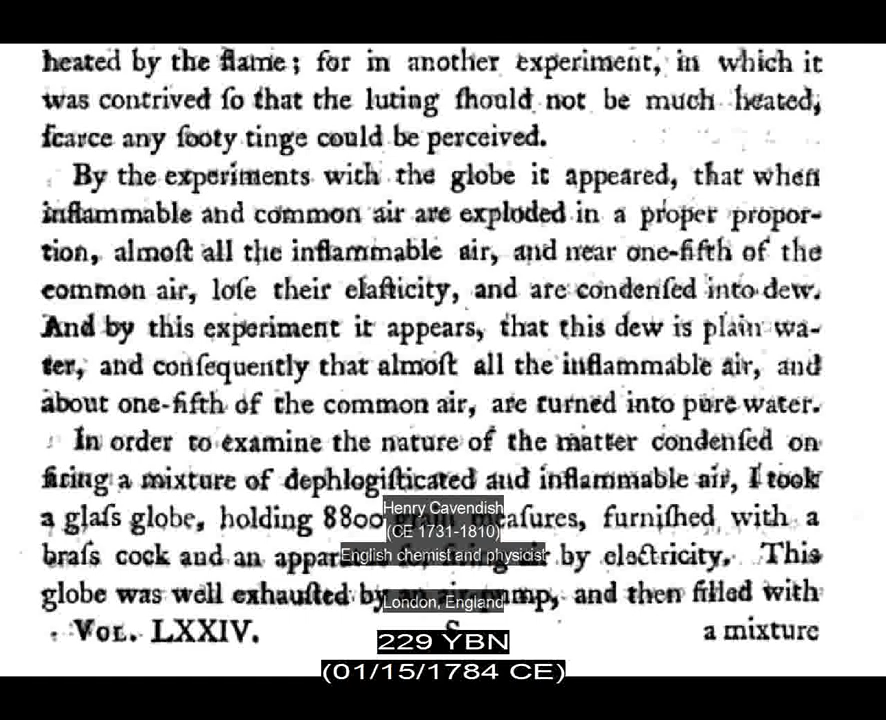 heated by the flame; for in another experiment, in which it
was contrived ſo that the luting ſhould not be much heated,
ſcarce any ſooty tinge could be perceived.
By the experiments with the globe it appeared, that when
inflammable and common air are exploded in a proper propor-
tion, almoſt all the inflammable air, and near one-fifth of the
common air, loſe their elaſticity, and are condenſed into dew.
And by this experiment it appears, that this dew is plain wa-
ter, and conſequently that almoſt all the inflammable air, and
about one-fifth of the common air, are turned into pure water.
In order to examine the nature of the matter condenſed on
firing a mixture of dephlogiſticated and inflammable air, I took
a glaſs globe, holding 8800 grain meaſures, furniſhed with a
Henry Cavendish
(CE 1731-1810)
English chemist and physicist
braſs cock and an apparatus for firing air by electricity. This
globe was well exhauſted by an air-pump, and then filled with
London, England
VOL. LXXIV. S a mixture
229 YBN
(01/15/1784 CE)